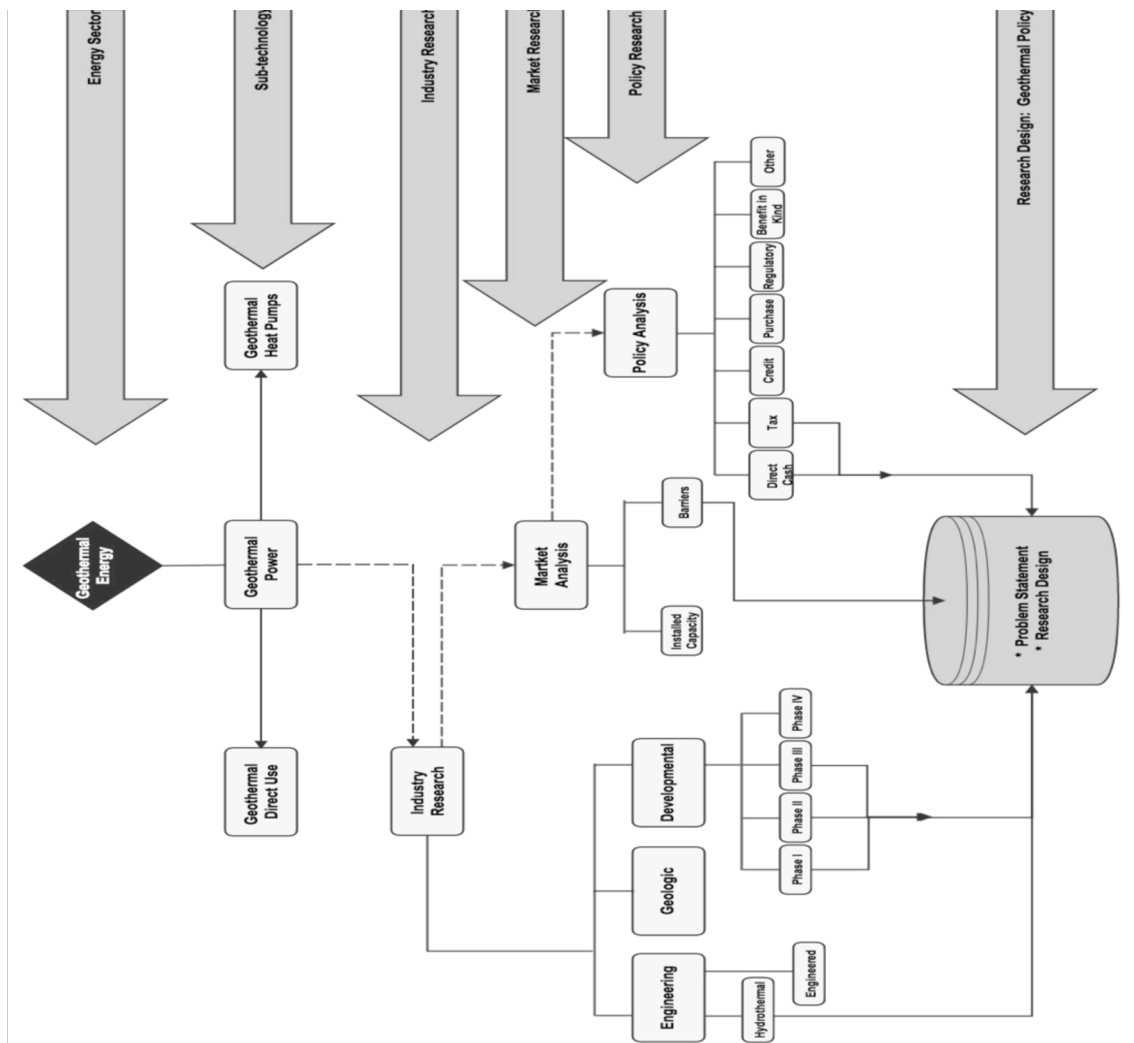 Energy Sector
Sub-technology
Industry Research
Market Research
Policy Research
Research Design: Geothermal Policy
Geothermal
Energy
Geothermal
Heat Pumps
Geothermal
Power
Geothermal
Direct Use
Industry
Research
Martket
Analysis
Policy Analysis
Other
Benefit in
Kind
Regulatory
Purchase
Credit
Tax
Direct
Cash
Barriers
Installed
Capacity
Developmental
Geologic
Engineering
Phase IV
Phase III
Phase II
Phase I
Engineered
Hydrothermal
* Problem Statement
* Research Design